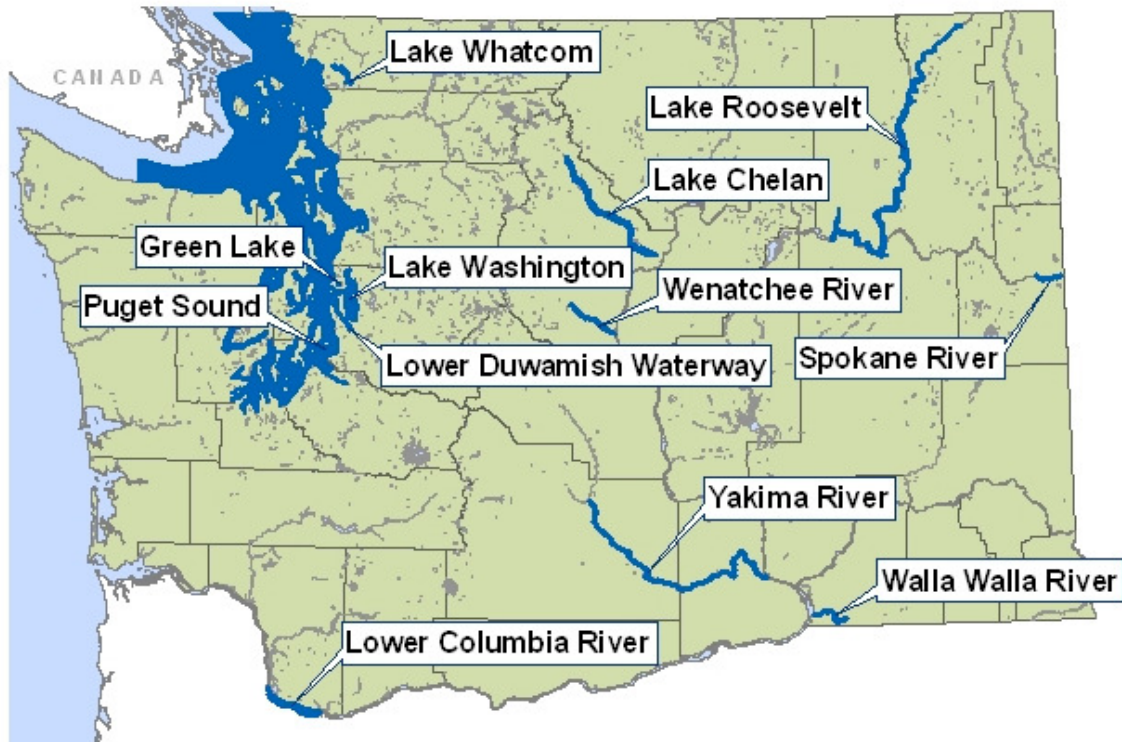 Lake Whatcom
CANADA
Lake Roosevelt
Lake Chelan
Green Lake
Lake Washington
Wenatchee River
Puget Sound
Lower Duwamish Waterway
Spokane River
Yakima River
Walla Walla River
Lower Columbia River